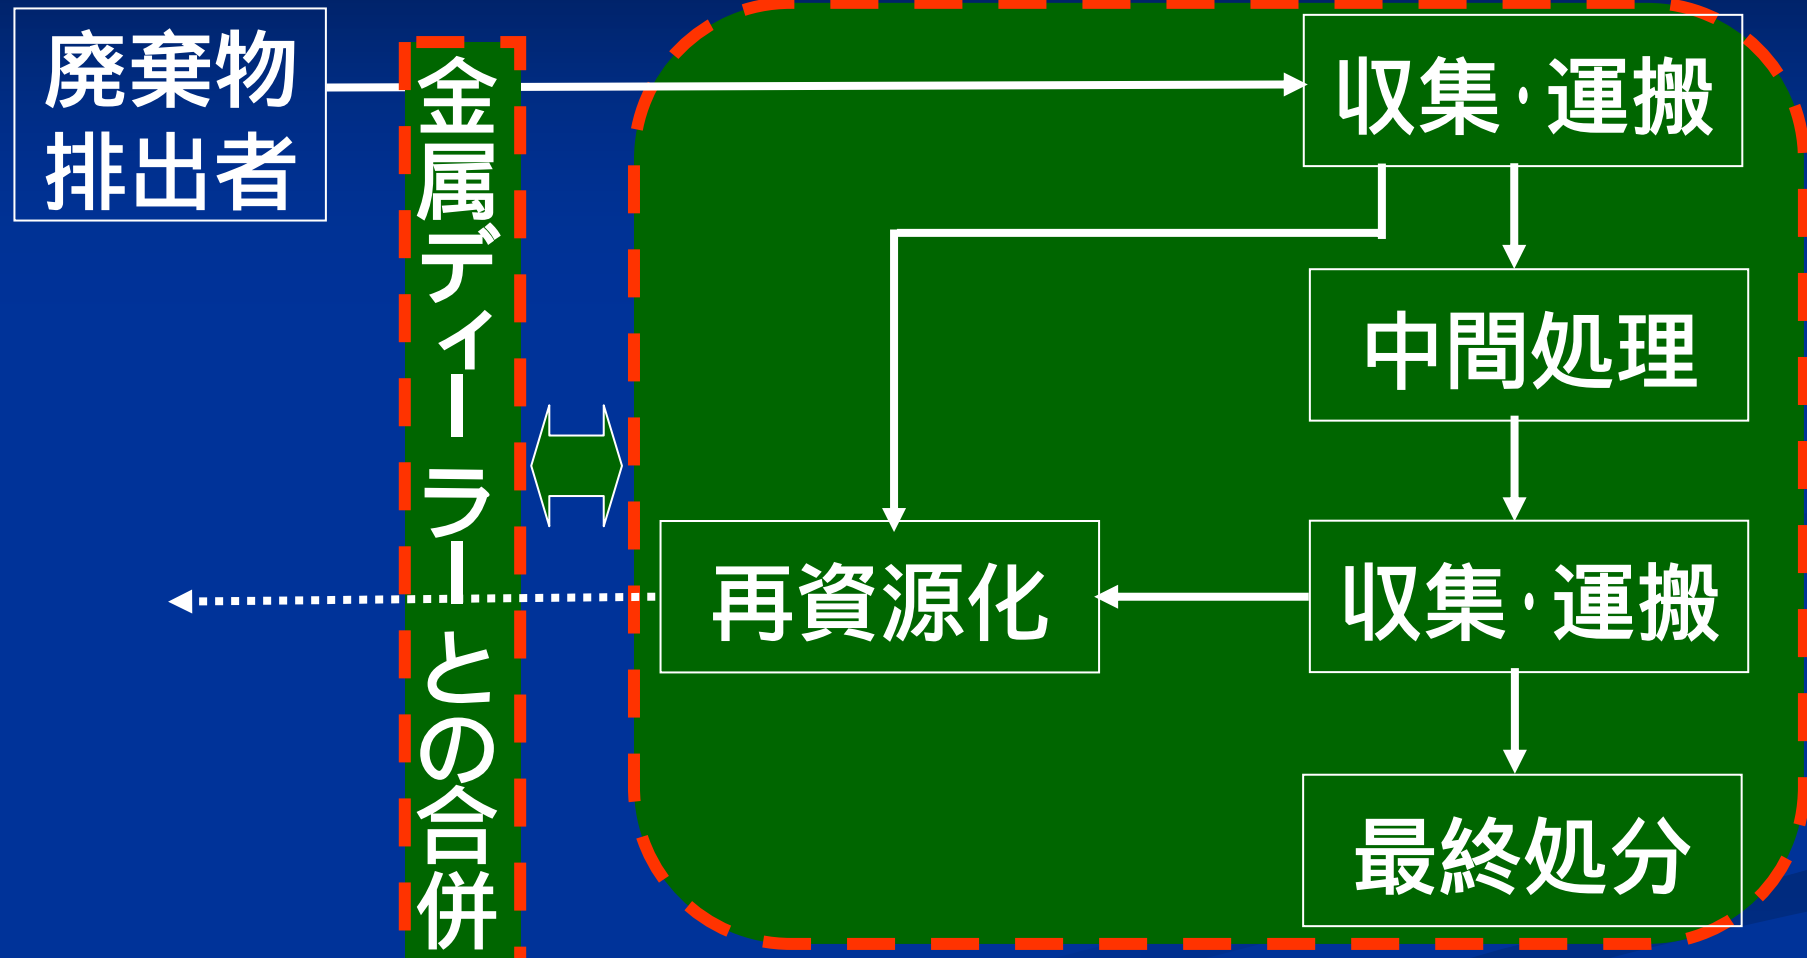 廃棄物
排出者
金属ディーラーとの合併
収集・運搬
中間処理
再資源化
収集・運搬
最終処分